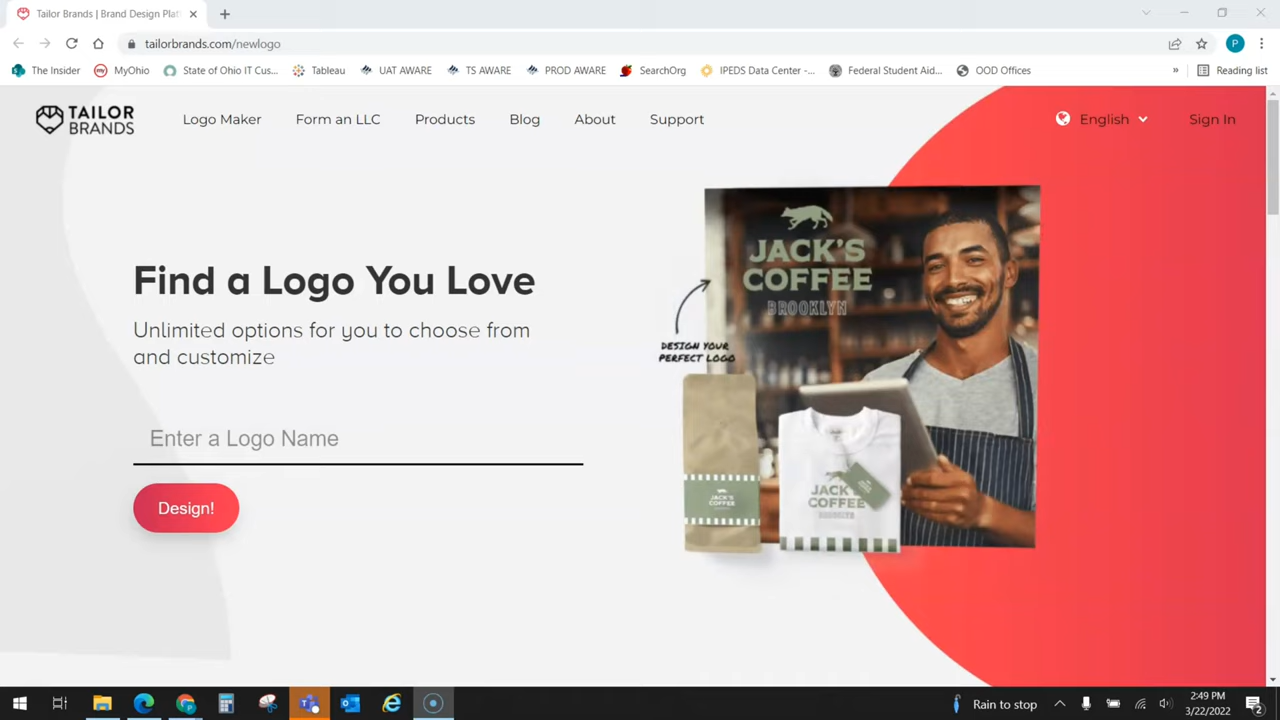 Tailor Brands | Brand Design Plat
tailorbrands.com/newlogo
P
The Insider
MyOhio
State of Ohio IT Cus...
Tableau
UAT AWARE
TS AWARE
PROD AWARE
SearchOrg
IPEDS Data Center -...
Federal Student Aid...
OOD Offices
»
Reading list
TAILOR
BRANDS
Logo Maker
Form an LLC
Products
Blog
About
Support
English
Sign In
Find a Logo You Love
Unlimited options for you to choose from
and customize
Enter a Logo Name
Design!
JACK'S
COFFEE
BROOKLYN
DESIGN YOUR
PERFECT LOGO
JACK'S
COFFEE
JACK'S
COFFEE
BROOKLYN
Rain to stop
2:49 PM
3/22/2022
2